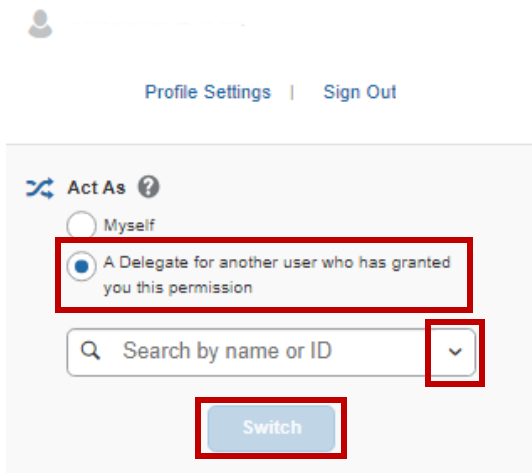 Profile Settings | Sign Out
Act As ?
Myself
A Delegate for another user who has granted
you this permission
Search by name or ID
Switch